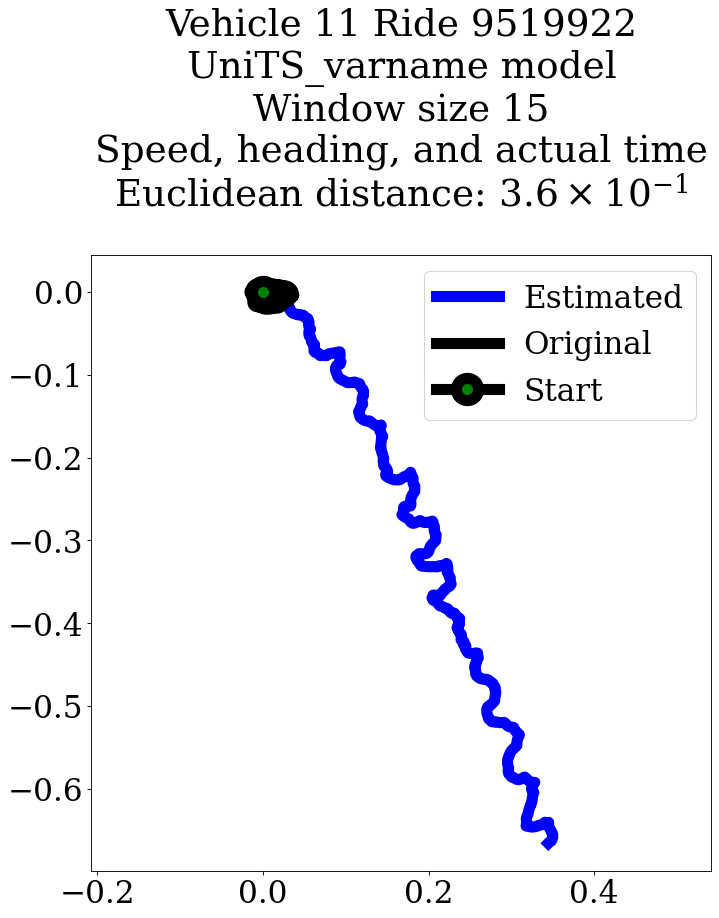 Vehicle 11 Ride 9519922
UniTS_varname model
Window size 15
Speed, heading, and actual time
Euclidean distance: 3.6 × 10⁻¹
Estimated
Original
Start
0.0
−0.1
−0.2
−0.3
−0.4
−0.5
−0.6
−0.2
0.0
0.2
0.4